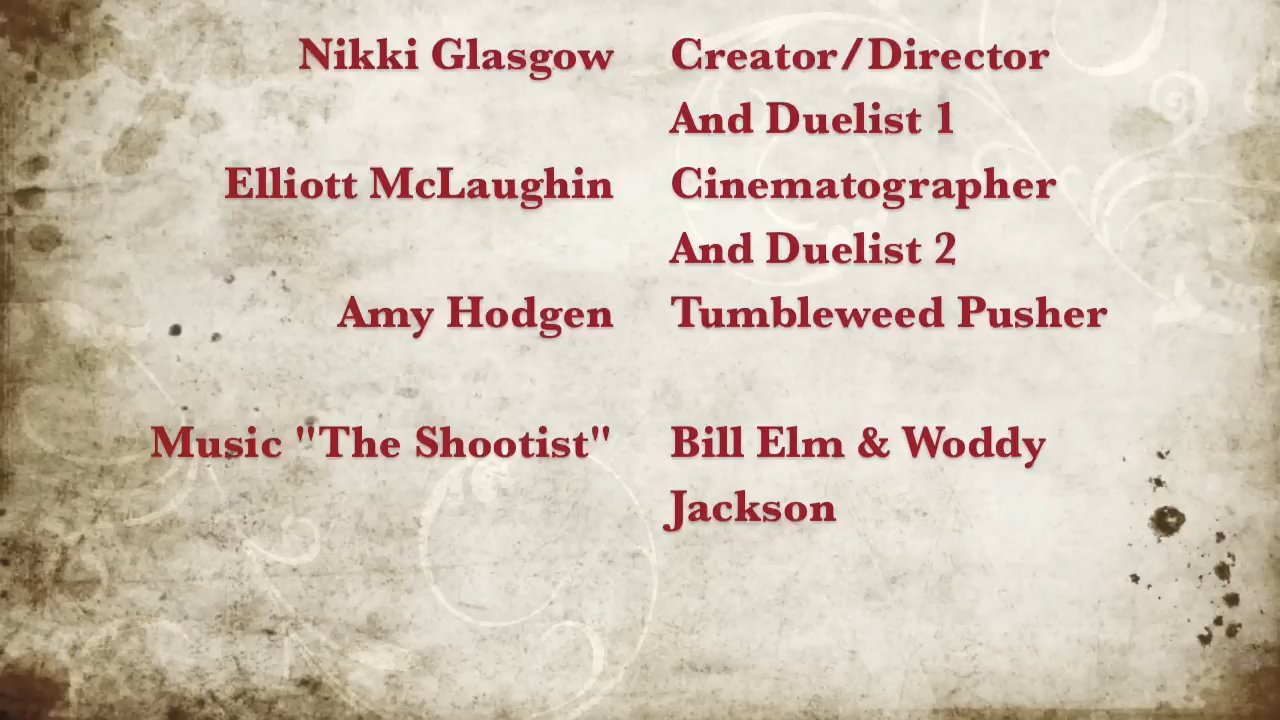 Nikki Glasgow Creator/Director
And Duelist 1
Elliott McLaughin Cinematographer
And Duelist 2
Amy Hodgen Tumbleweed Pusher
Music "The Shootist" Bill Elm & Woddy
Jackson